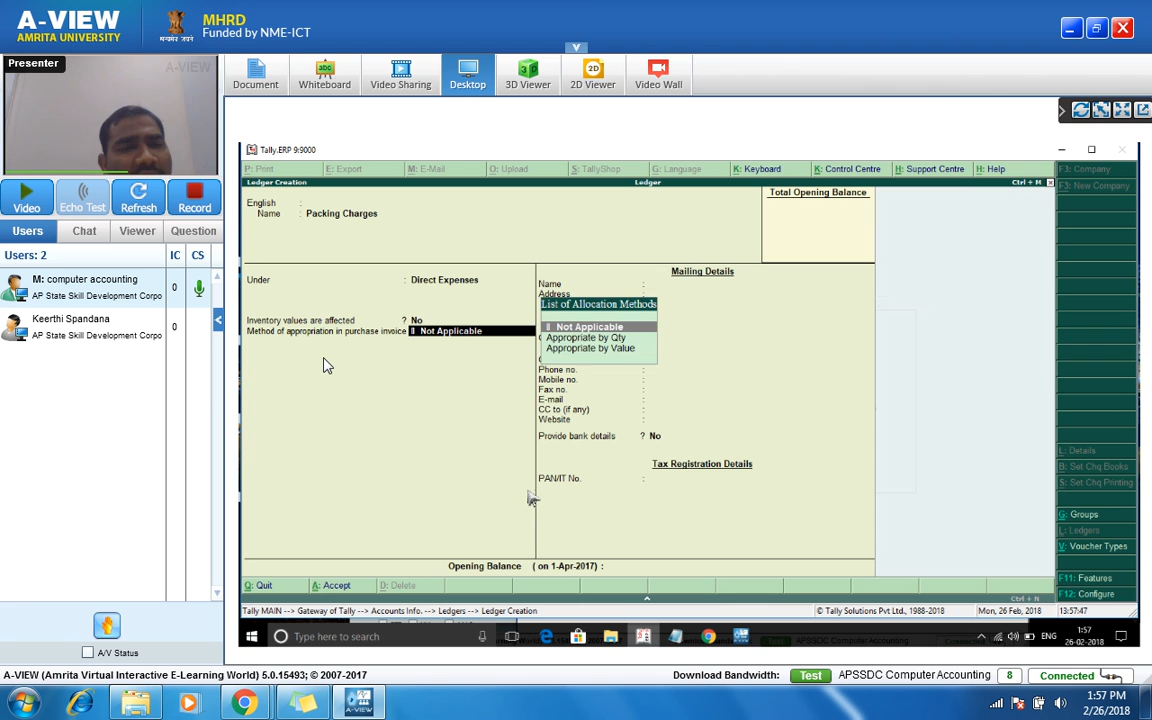 A-VIEW
AMRITA UNIVERSITY
MHRD
Funded by NME-ICT
Presenter
A-VIEW
Document
Whiteboard
Video Sharing
Desktop
3D Viewer
2D Viewer
Video Wall
Video
Echo Test
Refresh
Record
Users
Chat
Viewer
Question
Users: 2
IC
CS
M: computer accounting
AP State Skill Development Corpo
0
Keerthi Spandana
AP State Skill Development Corpo
0
A/V Status
Tally.ERP 9:9000
P: Print
E: Export
M: E-Mail
O: Upload
S: TallyShop
G: Language
K: Keyboard
K: Control Centre
H: Support Centre
H: Help
Ledger Creation
Ledger
Ctrl + M
English :
Name : Packing Charges
Total Opening Balance
Under : Direct Expenses
Inventory values are affected ? No
Method of appropriation in purchase invoice Not Applicable
Mailing Details
Name :
Address :
List of Allocation Methods
Not Applicable
Appropriate by Qty
Appropriate by Value
Phone no. :
Mobile no. :
Fax no. :
E-mail :
CC to (if any) :
Website :
Provide bank details ? No
Tax Registration Details
PAN/IT No. :
Opening Balance ( on 1-Apr-2017) :
F3: Company
F3: New Company
L: Details
B: Set Chq Books
S: Set Chq Printing
G: Groups
L: Ledgers
V: Voucher Types
F11: Features
F12: Configure
Q: Quit
A: Accept
D: Delete
Ctrl + N
Tally MAIN --> Gateway of Tally --> Accounts Info. --> Ledgers --> Ledger Creation
© Tally Solutions Pvt Ltd., 1988-2018
Mon, 26 Feb, 2018
13:57:47
Type here to search
ENG
1:57
26-02-2018
A-VIEW (Amrita Virtual Interactive E-Learning World) 5.0.15493; © 2007-2017
Download Bandwidth:
Test
APSSDC Computer Accounting
8
Connected
1:57 PM
2/26/2018